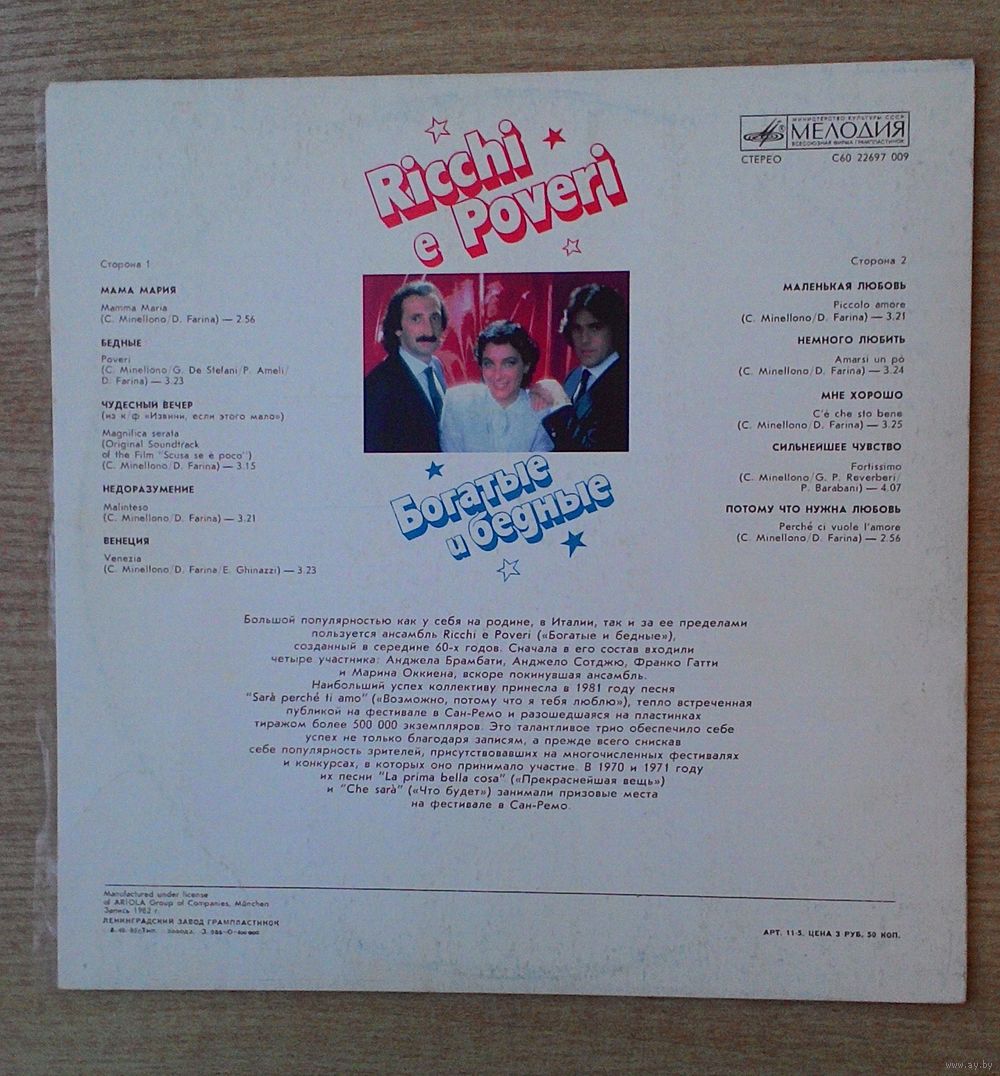 Ricchi
e Poveri
МИНИСТЕРСТВО КУЛЬТУРЫ СССР
МЕЛОДИЯ
ВСЕСОЮЗНАЯ ФИРМА ГРАМПЛАСТИНОК
СТЕРЕО
С60 22697 009
Сторона 1
МАМА МАРИЯ
Mamma Maria
(C. Minellono/D. Farina) — 2.56
БЕДНЫЕ
Poveri
(C. Minellono/G. De Stefani/P. Ameli/
D. Farina) — 3.23
ЧУДЕСНЫЙ ВЕЧЕР
(из к/ф «Извини, если этого мало»)
Magnifica serata
(Original Soundtrack
of the Film "Scusa se è poco")
(C. Minellono/D. Farina) — 3.15
НЕДОРАЗУМЕНИЕ
Malinteso
(C. Minellono/D. Farina) — 3.21
ВЕНЕЦИЯ
Venezia
(C. Minellono/D. Farina/E. Ghinazzi) — 3.23
Сторона 2
МАЛЕНЬКАЯ ЛЮБОВЬ
Piccolo amore
(C. Minellono/D. Farina) — 3.21
НЕМНОГО ЛЮБИТЬ
Amarsi un pò
(C. Minellono/D. Farina) — 3.24
МНЕ ХОРОШО
C'è che sto bene
(C. Minellono/D. Farina) — 3.25
СИЛЬНЕЙШЕЕ ЧУВСТВО
Fortissimo
(C. Minellono/G. P. Reverberi/
P. Barabani) — 4.07
ПОТОМУ ЧТО НУЖНА ЛЮБОВЬ
Perché ci vuole l'amore
(C. Minellono/D. Farina) — 2.56
Богатые
и бедные
Большой популярностью как у себя на родине, в Италии, так и за ее пределами
пользуется ансамбль Ricchi e Poveri («Богатые и бедные»),
созданный в середине 60-х годов. Сначала в его состав входили
четыре участника: Анджела Брамбати, Анджело Сотджю, Франко Гатти
и Марина Оккиена, вскоре покинувшая ансамбль.
Наибольший успех коллективу принесла в 1981 году песня
"Sarà perché ti amo" («Возможно, потому что я тебя люблю»), тепло встреченная
публикой на фестивале в Сан-Ремо и разошедшаяся на пластинках
тиражом более 500 000 экземпляров. Это талантливое трио обеспечило себе
успех не только благодаря записям, а прежде всего снискав
себе популярность зрителей, присутствовавших на многочисленных фестивалях
и конкурсах, в которых оно принимало участие. В 1970 и 1971 году
их песни "La prima bella cosa" («Прекраснейшая вещь»)
и "Che sarà" («Что будет») занимали призовые места
на фестивале в Сан-Ремо.
Manufactured under license
of ARIOLA Group of Companies, München
Запись 1982 г.
ЛЕНИНГРАДСКИЙ ЗАВОД ГРАМПЛАСТИНОК
Тип. завода.
АРТ. 11-5. ЦЕНА 3 РУБ. 50 КОП.
www.ay.by